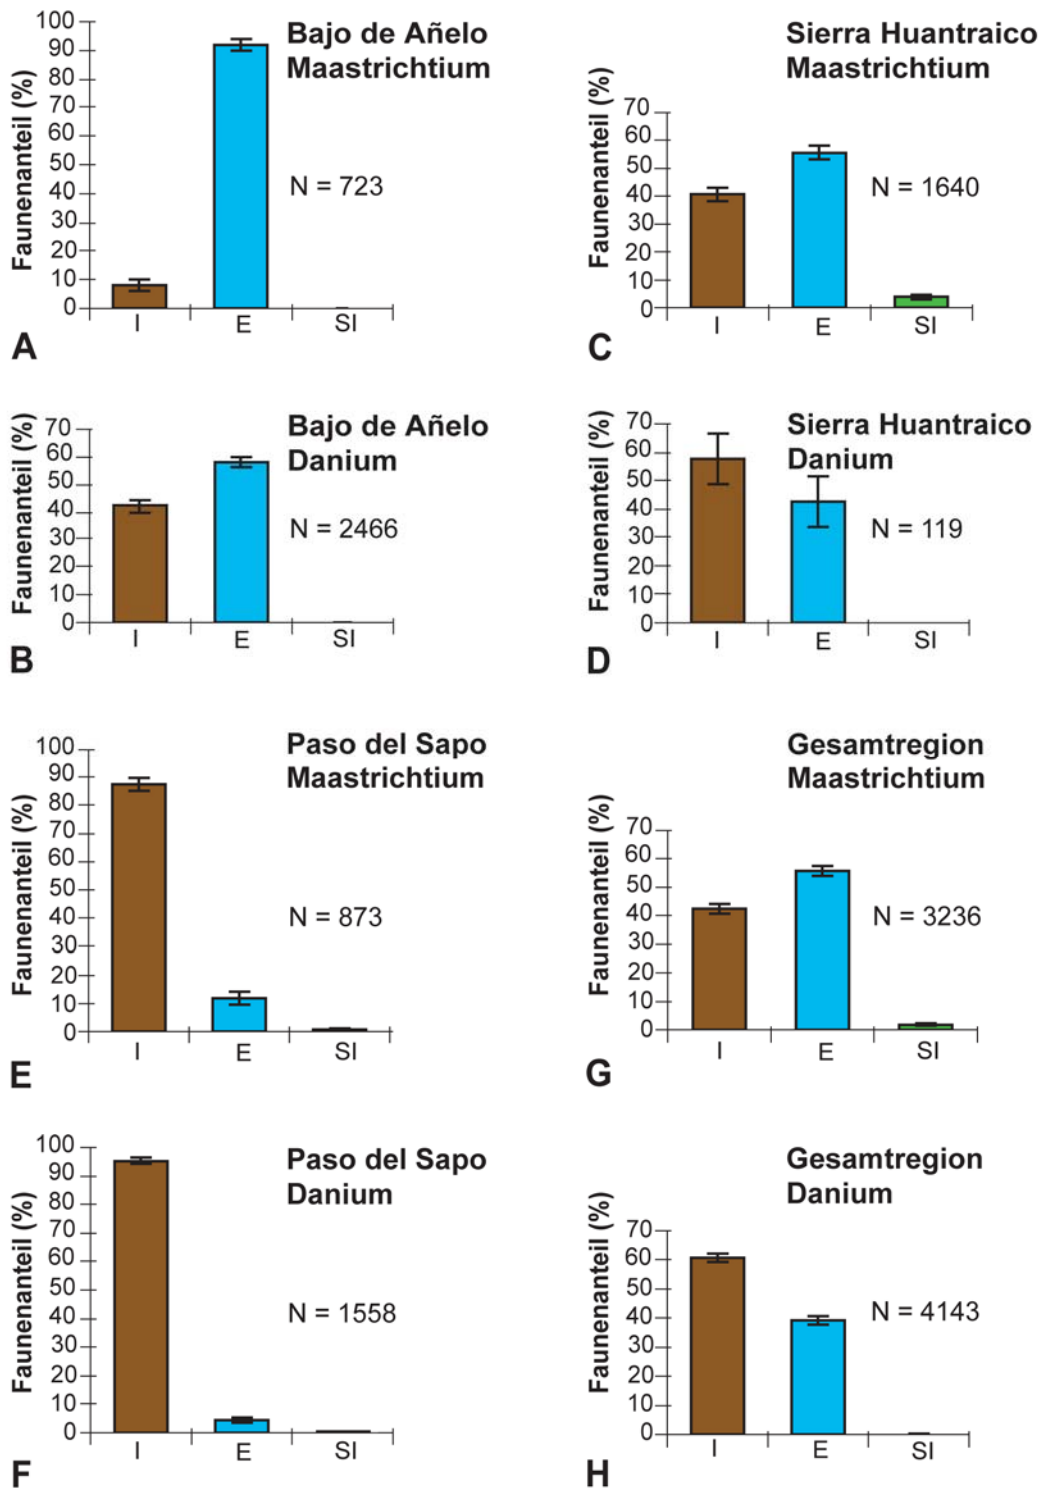 Bajo de Añelo
Maastrichtium
Faunenanteil (%)
100
90
80
70
60
50
40
30
20
10
0
N = 723
I E SI
A
Sierra Huantraico
Maastrichtium
Faunenanteil (%)
70
60
50
40
30
20
10
0
N = 1640
I E SI
C
Bajo de Añelo
Danium
Faunenanteil (%)
70
60
50
40
30
20
10
0
N = 2466
I E SI
B
Sierra Huantraico
Danium
Faunenanteil (%)
70
60
50
40
30
20
10
0
N = 119
I E SI
D
Paso del Sapo
Maastrichtium
Faunenanteil (%)
100
90
80
70
60
50
40
30
20
10
0
N = 873
I E SI
E
Gesamtregion
Maastrichtium
Faunenanteil (%)
70
60
50
40
30
20
10
0
N = 3236
I E SI
G
Paso del Sapo
Danium
Faunenanteil (%)
100
90
80
70
60
50
40
30
20
10
0
N = 1558
I E SI
F
Gesamtregion
Danium
Faunenanteil (%)
70
60
50
40
30
20
10
0
N = 4143
I E SI
H